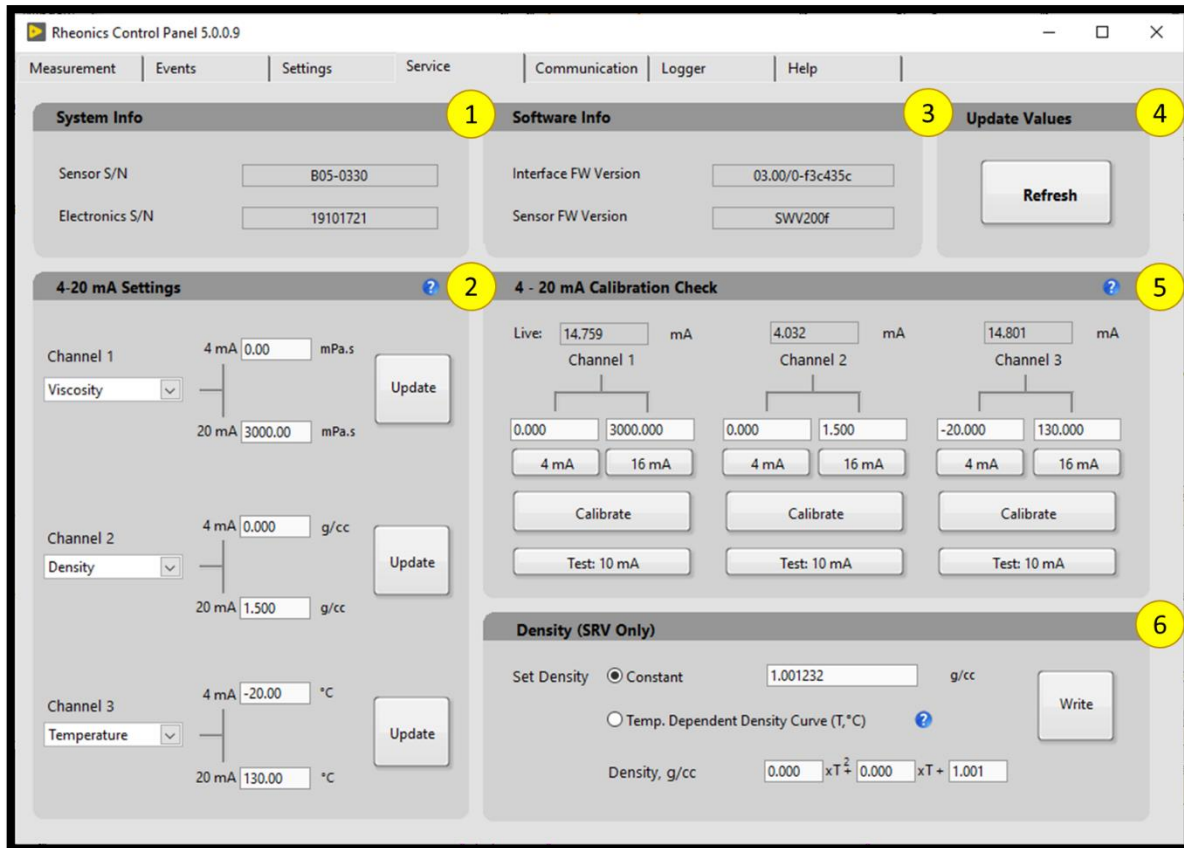 Rheonics Control Panel 5.0.0.9
Measurement Events Settings Service Communication Logger Help
System Info 1
Sensor S/N B05-0330
Electronics S/N 19101721
Software Info 3
Interface FW Version 03.00/0-f3c435c
Sensor FW Version SWV200f
Update Values 4
Refresh
4-20 mA Settings ? 2
Channel 1
Viscosity
4 mA 0.00 mPa.s
20 mA 3000.00 mPa.s
Update
Channel 2
Density
4 mA 0.000 g/cc
20 mA 1.500 g/cc
Update
Channel 3
Temperature
4 mA -20.00 °C
20 mA 130.00 °C
Update
4 - 20 mA Calibration Check ? 5
Live: 14.759 mA 4.032 mA 14.801 mA
Channel 1 Channel 2 Channel 3
0.000 3000.000 0.000 1.500 -20.000 130.000
4 mA 16 mA 4 mA 16 mA 4 mA 16 mA
Calibrate Calibrate Calibrate
Test: 10 mA Test: 10 mA Test: 10 mA
Density (SRV Only) 6
Set Density Constant 1.001232 g/cc
Temp. Dependent Density Curve (T,°C) ?
Density, g/cc 0.000 xT² + 0.000 xT + 1.001
Write